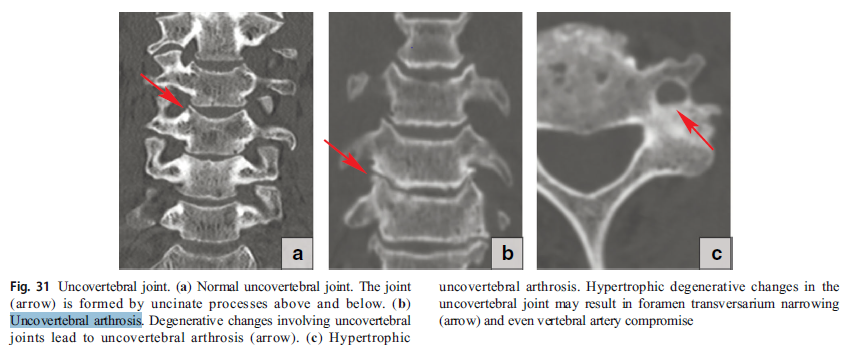 a
b
c
Fig. 31 Uncovertebral joint. (a) Normal uncovertebral joint. The joint
(arrow) is formed by uncinate processes above and below. (b)
Uncovertebral arthrosis. Degenerative changes involving uncovertebral
joints lead to uncovertebral arthrosis (arrow). (c) Hypertrophic
uncovertebral arthrosis. Hypertrophic degenerative changes in the
uncovertebral joint may result in foramen transversarium narrowing
(arrow) and even vertebral artery compromise